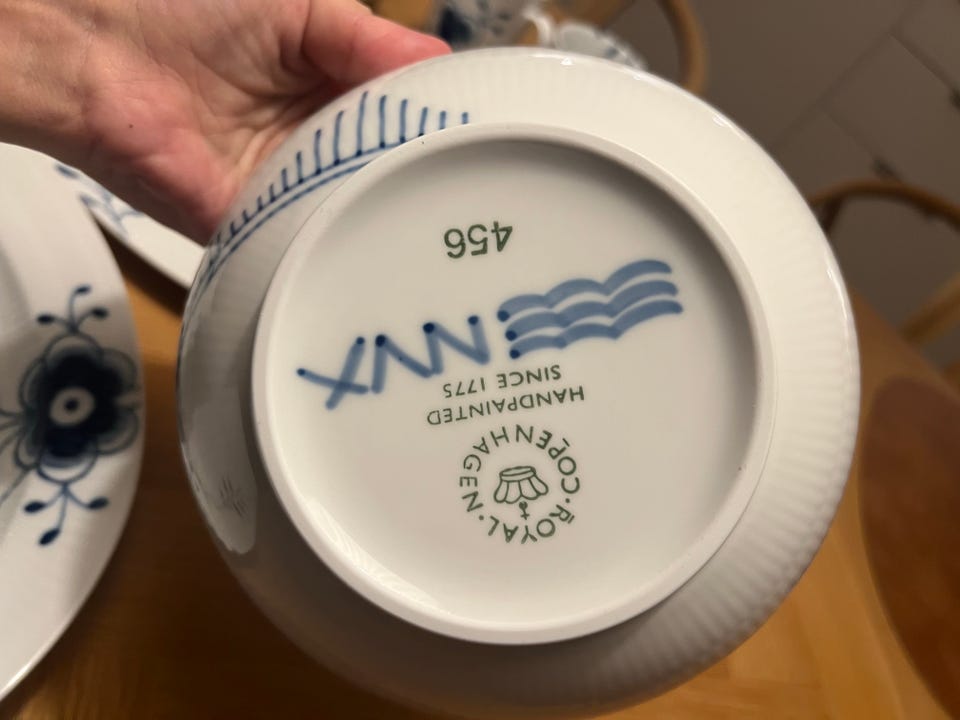 ROYAL · COPENHAGEN ·
HANDPAINTED
SINCE 1775
456